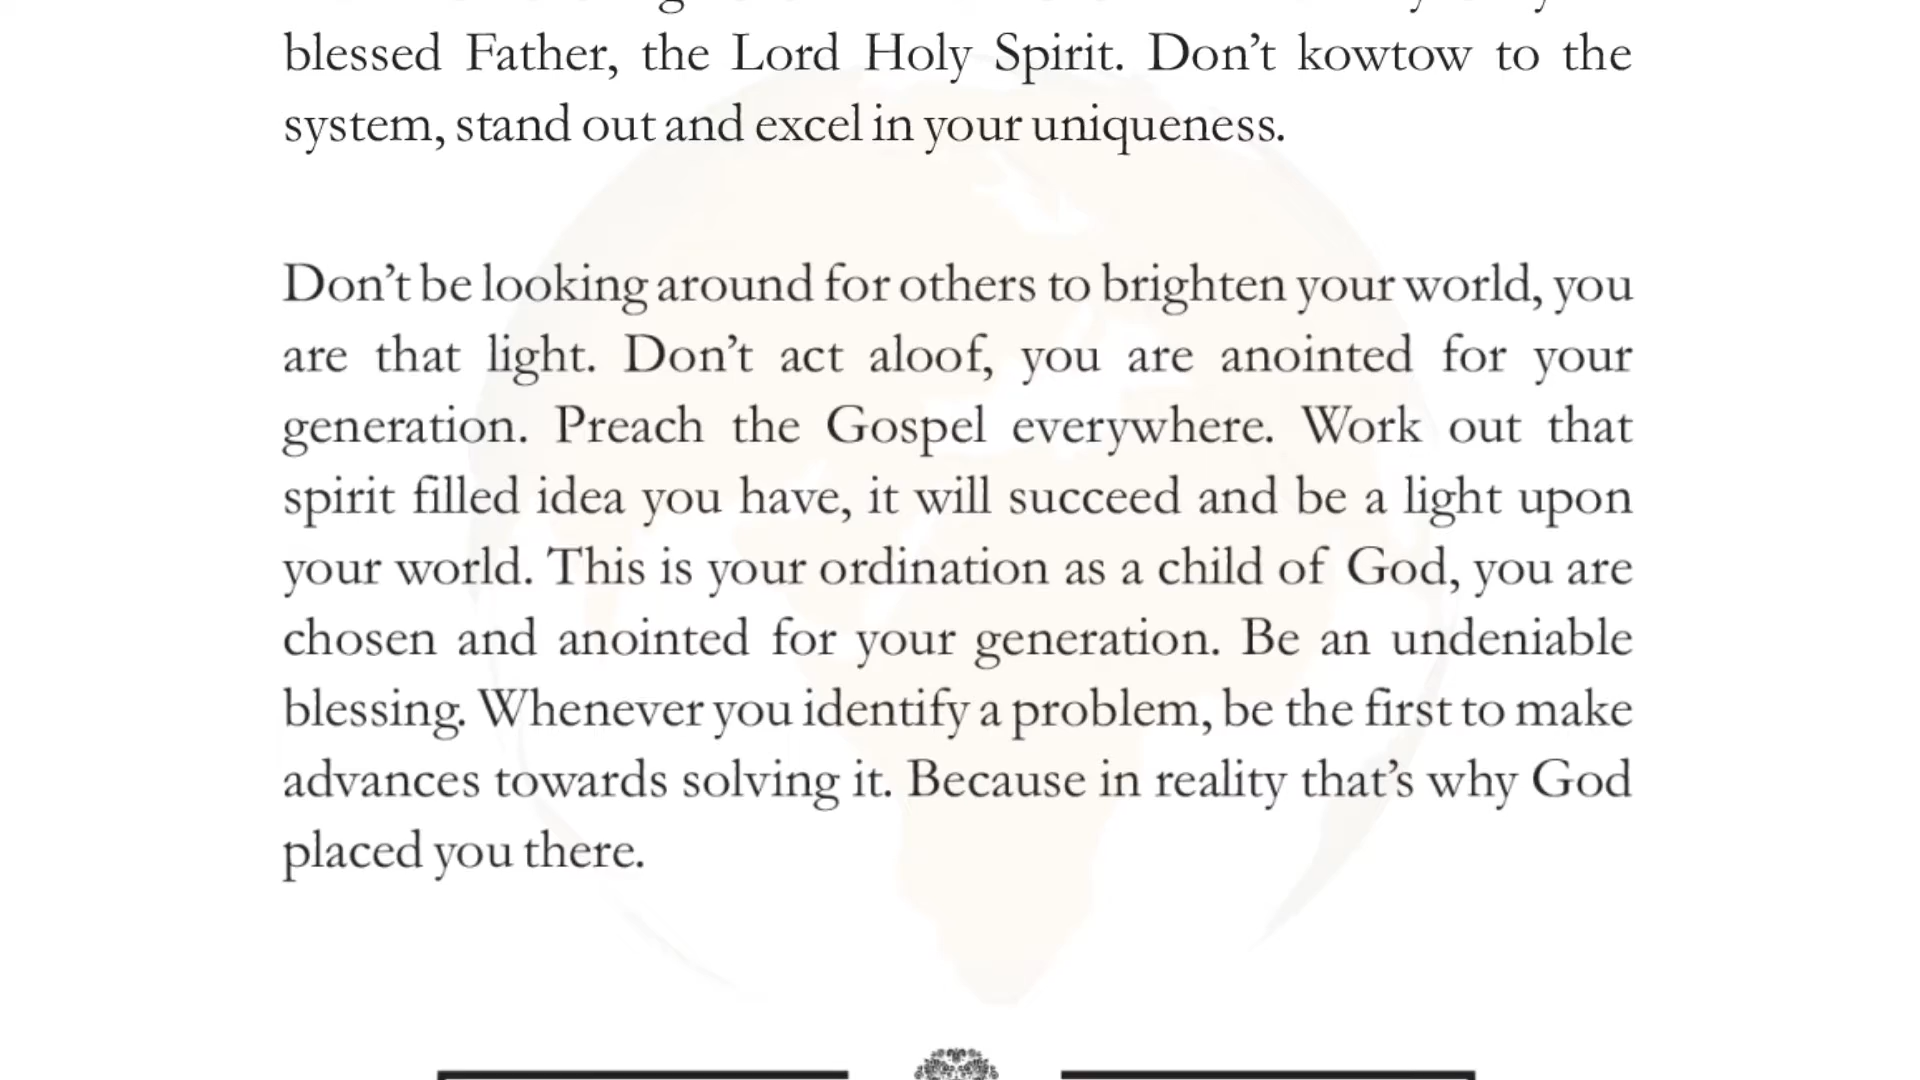 blessed Father, the Lord Holy Spirit. Don’t kowtow to the
system, stand out and excel in your uniqueness.
Don’t be looking around for others to brighten your world, you
are that light. Don’t act aloof, you are anointed for your
generation. Preach the Gospel everywhere. Work out that
spirit filled idea you have, it will succeed and be a light upon
your world. This is your ordination as a child of God, you are
chosen and anointed for your generation. Be an undeniable
blessing. Whenever you identify a problem, be the first to make
advances towards solving it. Because in reality that’s why God
placed you there.